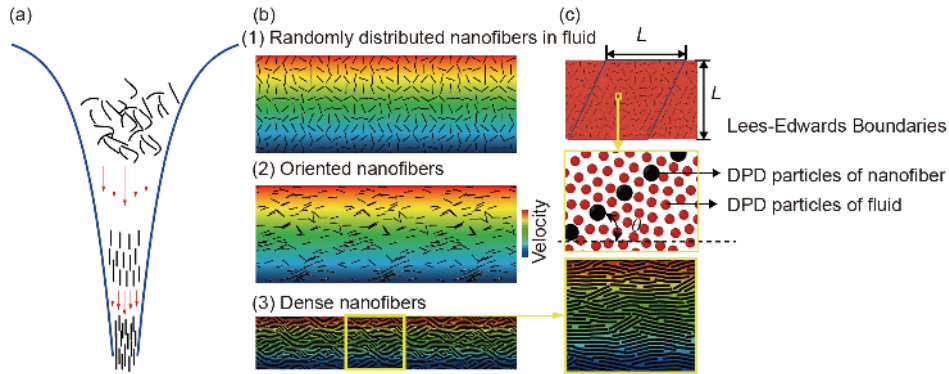 (a)
(b)
(1) Randomly distributed nanofibers in fluid
(2) Oriented nanofibers
Velocity
(3) Dense nanofibers
(c)
L
L
Lees-Edwards Boundaries
DPD particles of nanofiber
DPD particles of fluid
θ